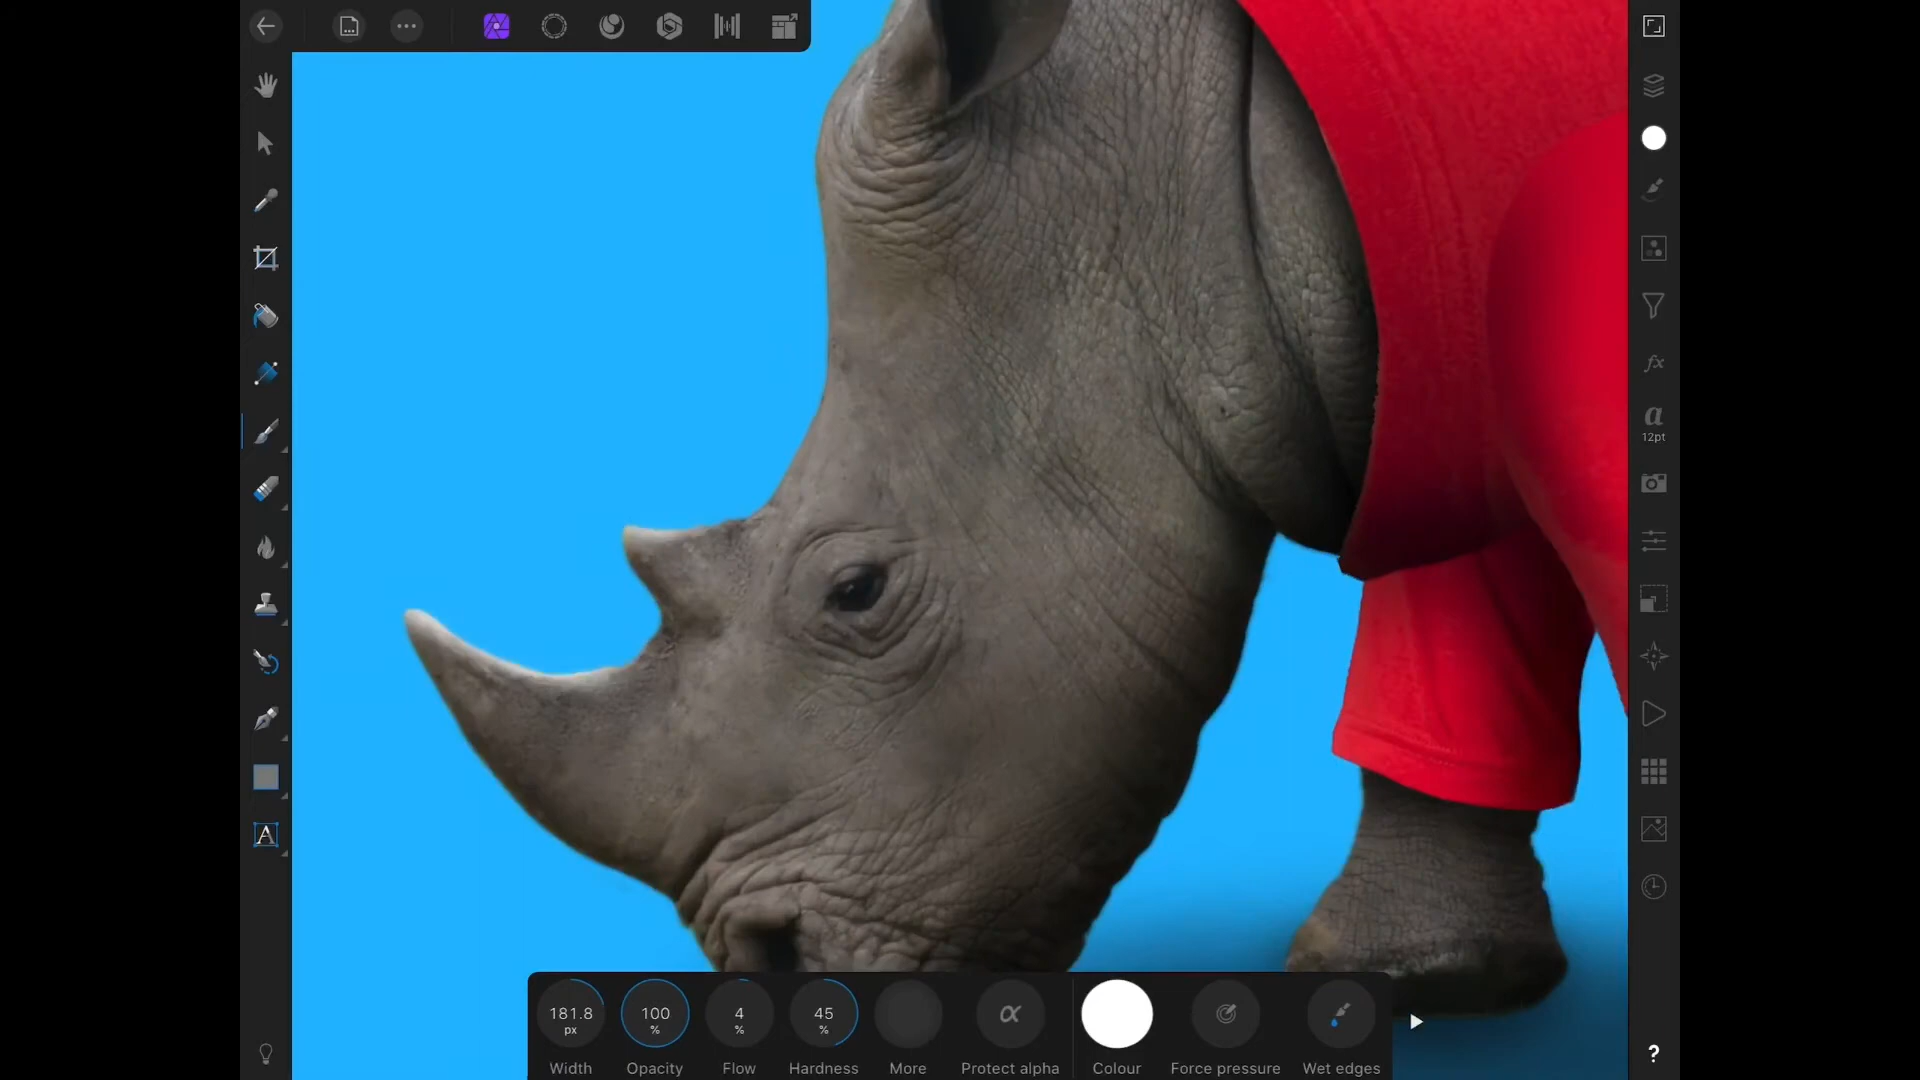 a
12pt
A
181.8
px
100
%
4
%
45
%
α
Width
Opacity
Flow
Hardness
More
Protect alpha
Colour
Force pressure
Wet edges
fx
?